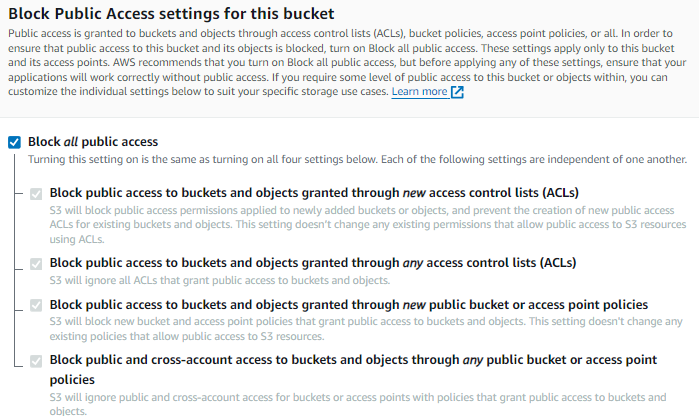 Block Public Access settings for this bucket
Public access is granted to buckets and objects through access control lists (ACLs), bucket policies, access point policies, or all. In order to
ensure that public access to this bucket and its objects is blocked, turn on Block all public access. These settings apply only to this bucket
and its access points. AWS recommends that you turn on Block all public access, but before applying any of these settings, ensure that your
applications will work correctly without public access. If you require some level of public access to this bucket or objects within, you can
customize the individual settings below to suit your specific storage use cases. Learn more
Block all public access
Turning this setting on is the same as turning on all four settings below. Each of the following settings are independent of one another.
Block public access to buckets and objects granted through new access control lists (ACLs)
S3 will block public access permissions applied to newly added buckets or objects, and prevent the creation of new public access
ACLs for existing buckets and objects. This setting doesn't change any existing permissions that allow public access to S3 resources
using ACLs.
Block public access to buckets and objects granted through any access control lists (ACLs)
S3 will ignore all ACLs that grant public access to buckets and objects.
Block public access to buckets and objects granted through new public bucket or access point policies
S3 will block new bucket and access point policies that grant public access to buckets and objects. This setting doesn't change any
existing policies that allow public access to S3 resources.
Block public and cross-account access to buckets and objects through any public bucket or access point
policies
S3 will ignore public and cross-account access for buckets or access points with policies that grant public access to buckets and
objects.